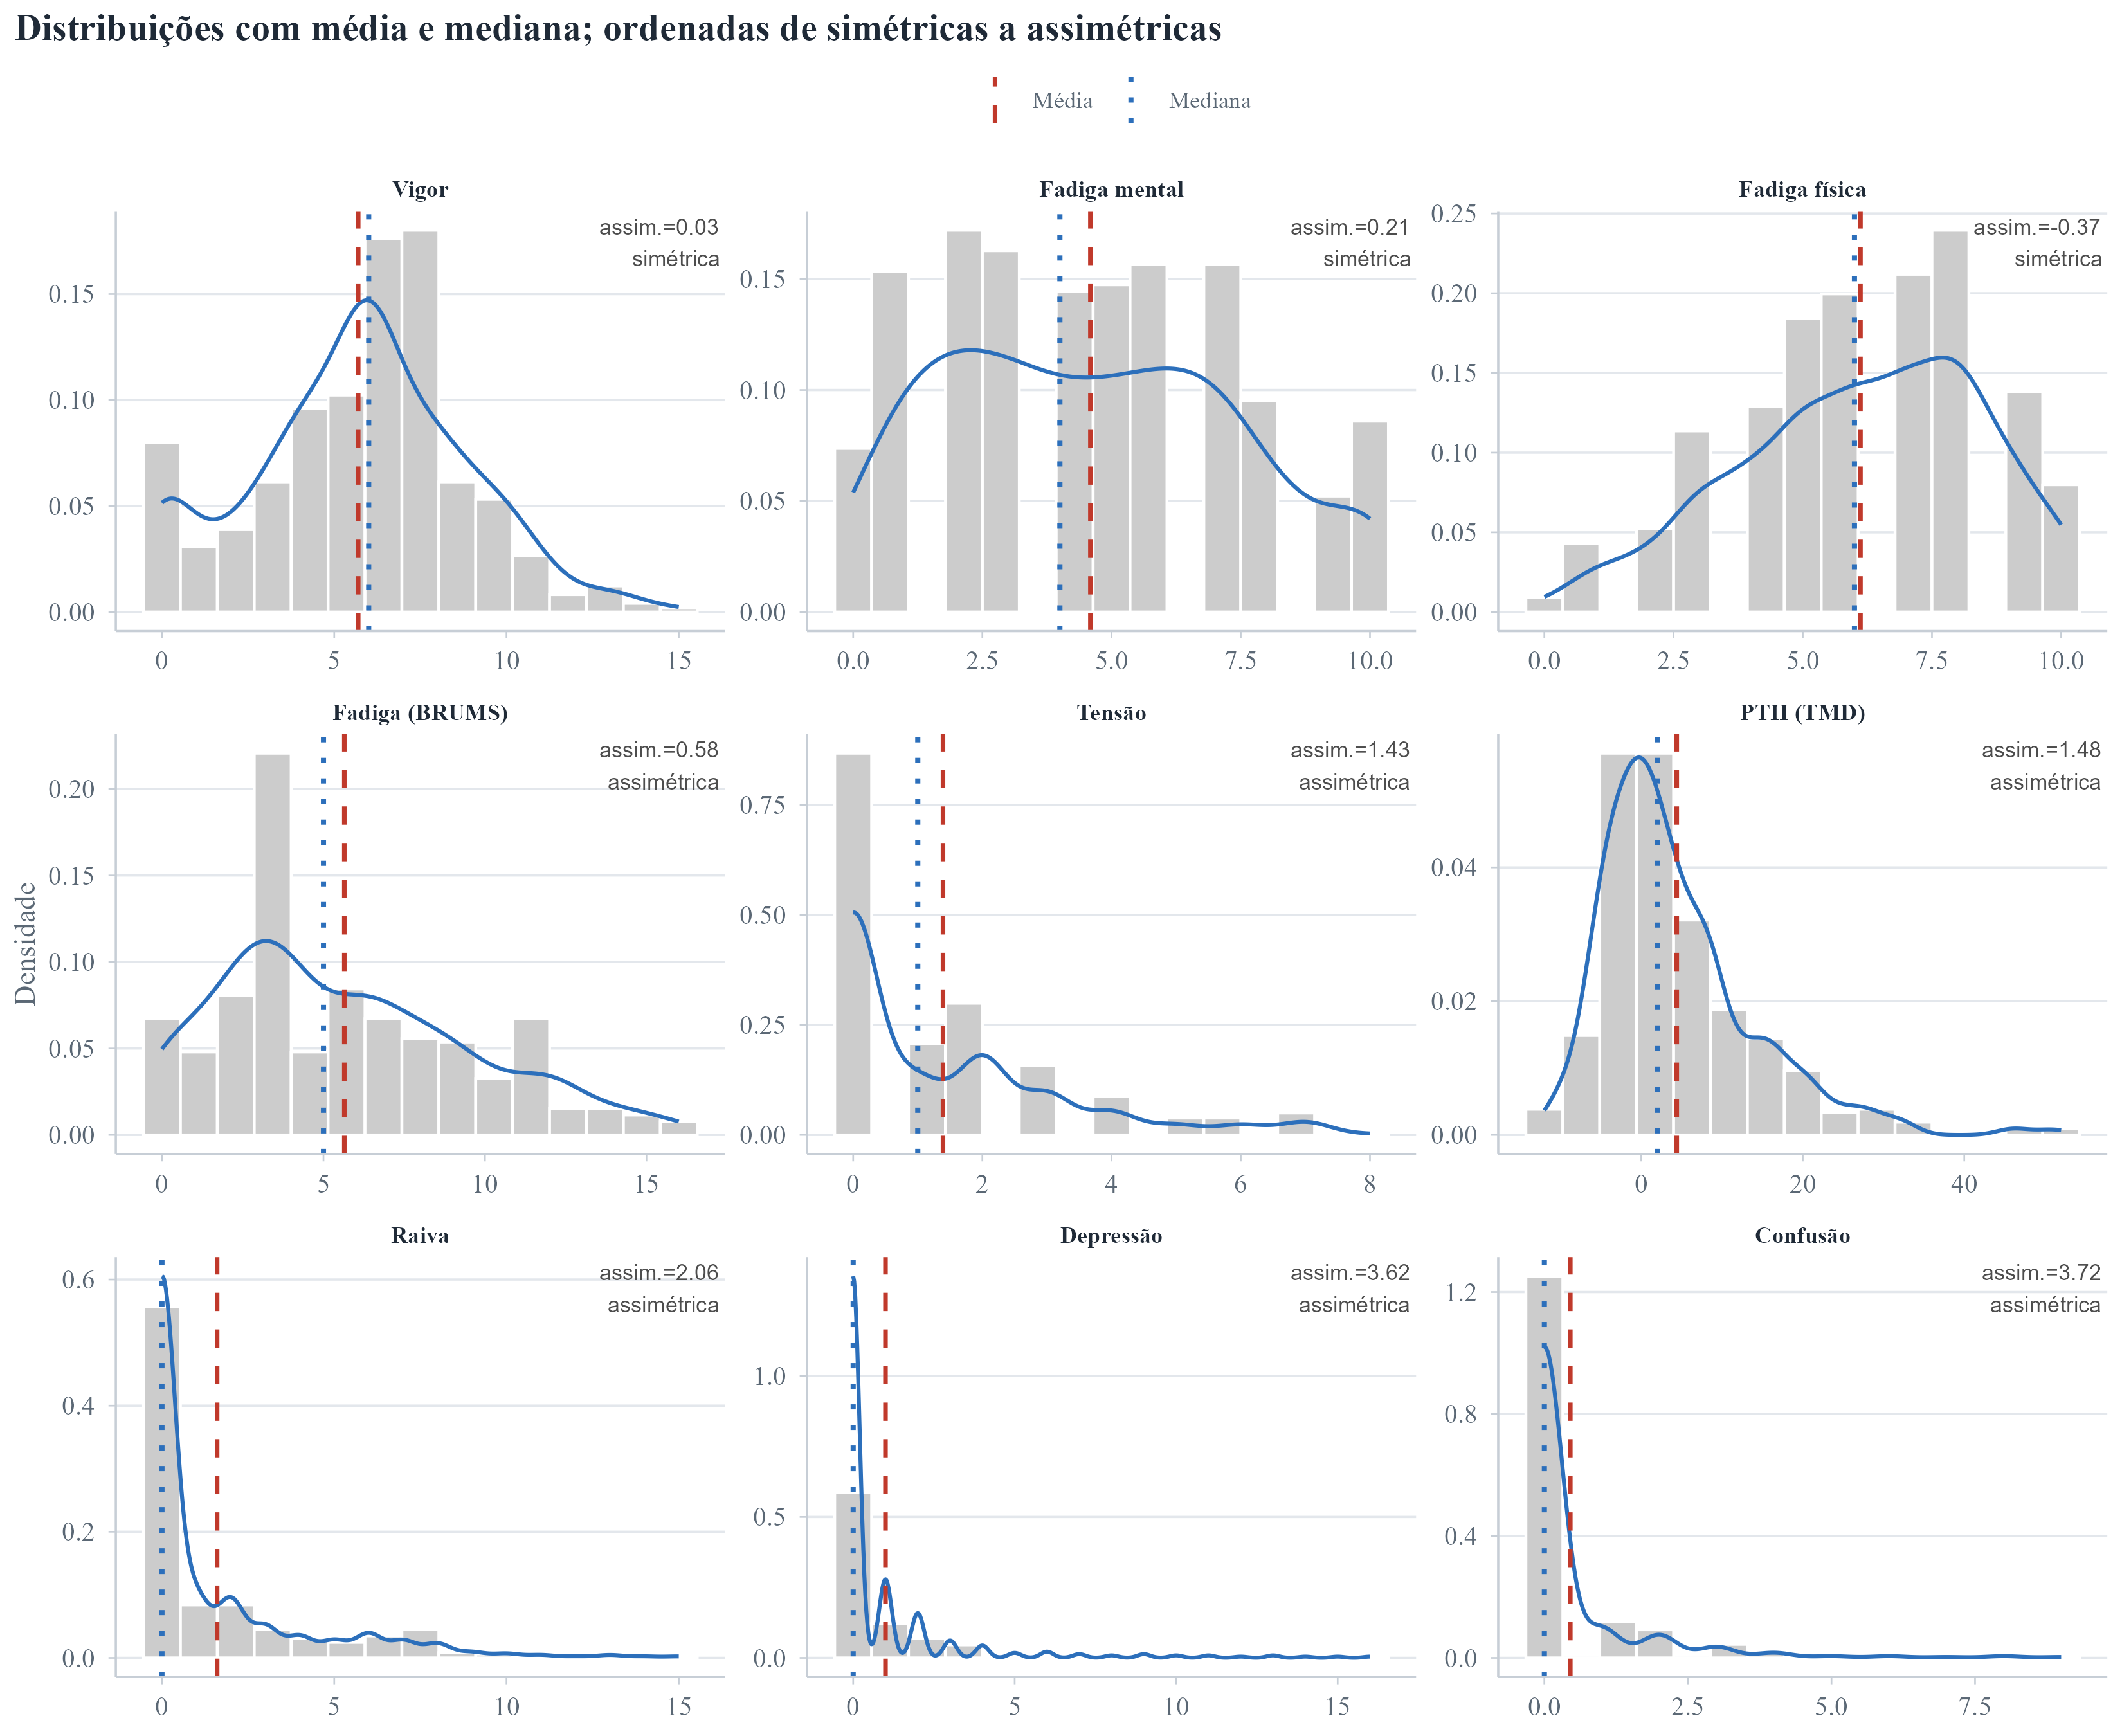 Distribuições com média e mediana; ordenadas de simétricas a assimétricas
Média Mediana
Vigor
assim.=0.03
simétrica
0.15
0.10
0.05
0.00
0 5 10 15
Fadiga mental
assim.=0.21
simétrica
0.15
0.10
0.05
0.00
0.0 2.5 5.0 7.5 10.0
Fadiga física
assim.=-0.37
simétrica
0.25
0.20
0.15
0.10
0.05
0.00
0.0 2.5 5.0 7.5 10.0
Densidade
Fadiga (BRUMS)
assim.=0.58
assimétrica
0.20
0.15
0.10
0.05
0.00
0 5 10 15
Tensão
assim.=1.43
assimétrica
0.75
0.50
0.25
0.00
0 2 4 6 8
PTH (TMD)
assim.=1.48
assimétrica
0.04
0.02
0.00
0 20 40
Raiva
assim.=2.06
assimétrica
0.6
0.4
0.2
0.0
0 5 10 15
Depressão
assim.=3.62
assimétrica
1.0
0.5
0.0
0 5 10 15
Confusão
assim.=3.72
assimétrica
1.2
0.8
0.4
0.0
0.0 2.5 5.0 7.5